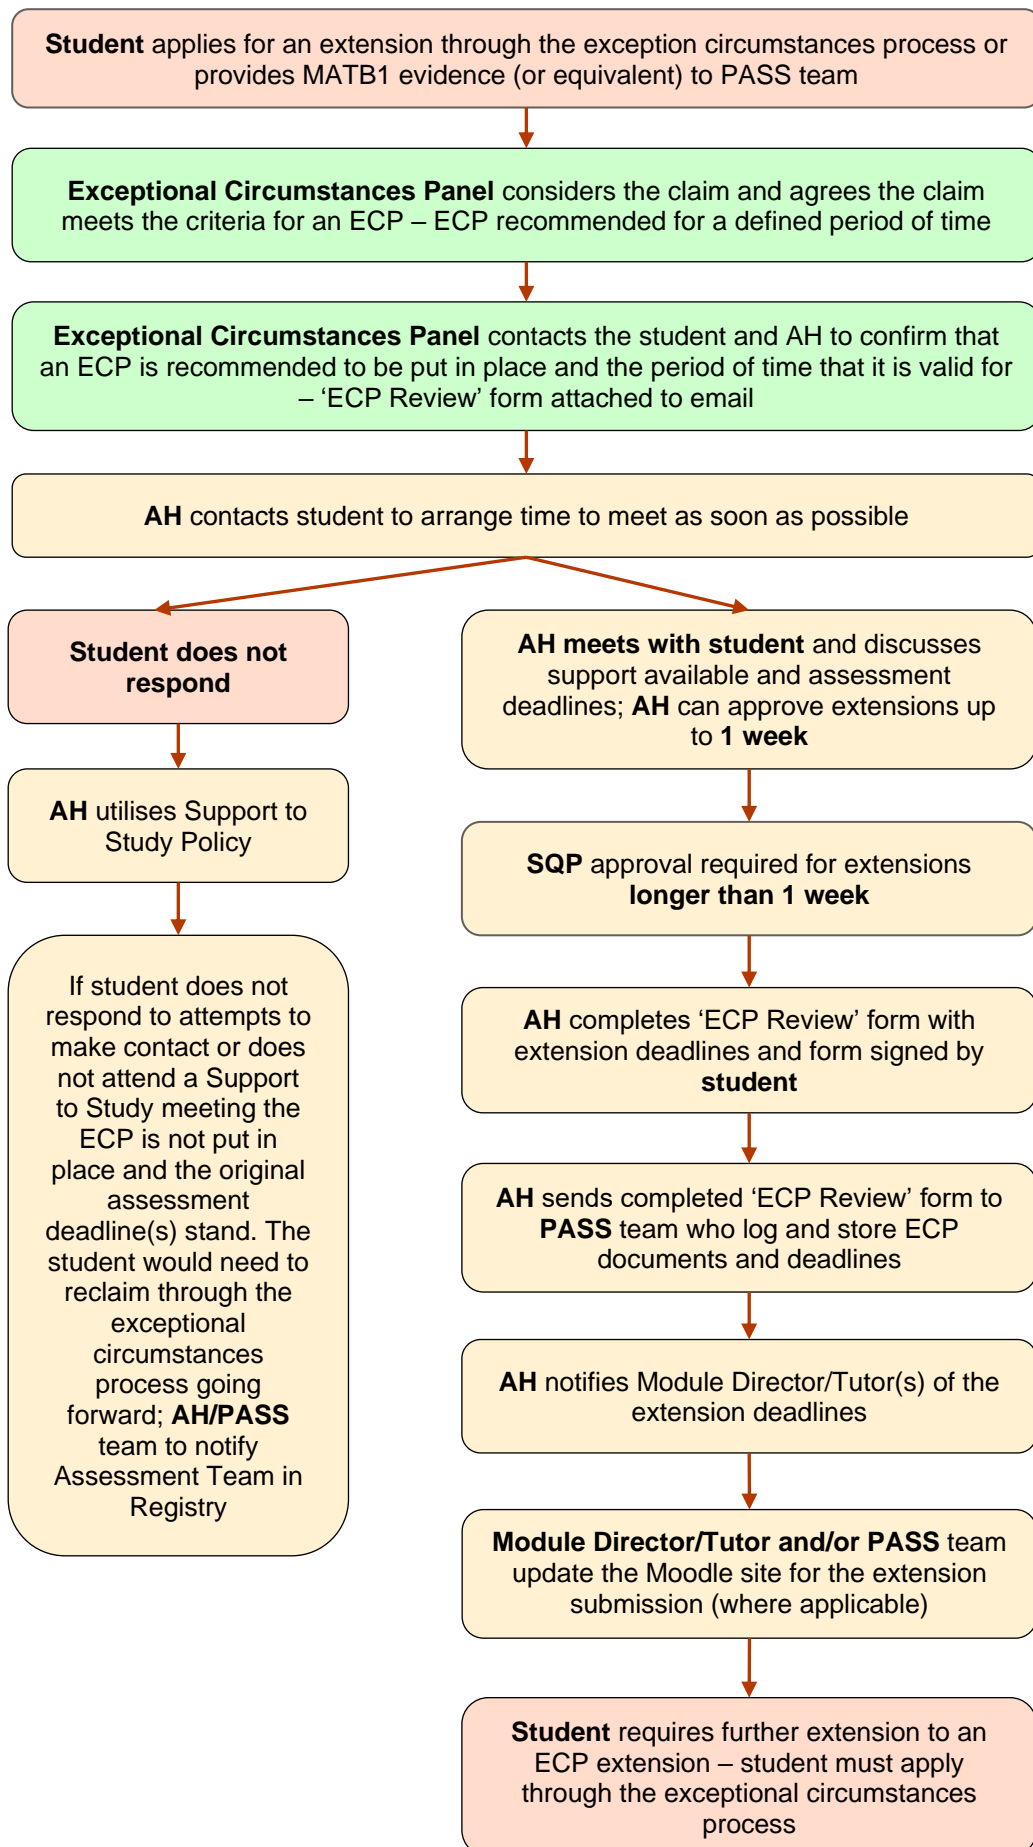 Student applies for an extension through the exception circumstances process or
provides MATB1 evidence (or equivalent) to PASS team
Exceptional Circumstances Panel considers the claim and agrees the claim
meets the criteria for an ECP – ECP recommended for a defined period of time
Exceptional Circumstances Panel contacts the student and AH to confirm that
an ECP is recommended to be put in place and the period of time that it is valid for
– ‘ECP Review’ form attached to email
AH contacts student to arrange time to meet as soon as possible
Student does not
respond
AH utilises Support to
Study Policy
If student does not
respond to attempts to
make contact or does
not attend a Support
to Study meeting the
ECP is not put in
place and the original
assessment
deadline(s) stand. The
student would need to
reclaim through the
exceptional
circumstances
process going
forward; AH/PASS
team to notify
Assessment Team in
Registry
AH meets with student and discusses
support available and assessment
deadlines; AH can approve extensions up
to 1 week
SQP approval required for extensions
longer than 1 week
AH completes ‘ECP Review’ form with
extension deadlines and form signed by
student
AH sends completed ‘ECP Review’ form to
PASS team who log and store ECP
documents and deadlines
AH notifies Module Director/Tutor(s) of the
extension deadlines
Module Director/Tutor and/or PASS team
update the Moodle site for the extension
submission (where applicable)
Student requires further extension to an
ECP extension – student must apply
through the exceptional circumstances
process